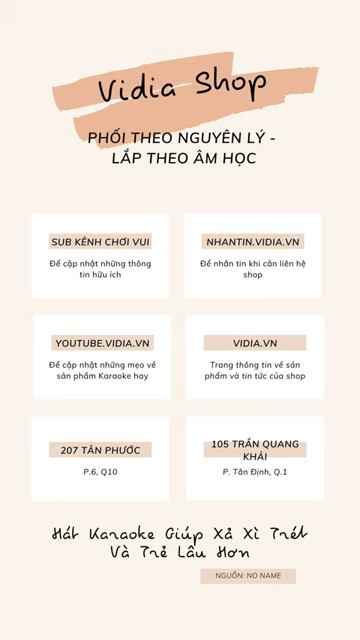 Vidia Shop
PHỐI THEO NGUYÊN LÝ -
LẮP THEO ÂM HỌC
SUB KÊNH CHƠI VUI
Để cập nhật những thông
tin hữu ích
NHANTIN.VIDIA.VN
Để nhắn tin khi cần liên hệ
shop
YOUTUBE.VIDIA.VN
Để cập nhật những mẹo về
sản phẩm Karaoke hay
VIDIA.VN
Trang thông tin về sản
phẩm và tin tức của shop
207 TÂN PHƯỚC
P.6, Q10
105 TRẦN QUANG
KHẢI
P. Tân Định, Q.1
Hát Karaoke Giúp Xả Xì Trét
Và Trẻ Lâu Hơn
NGUỒN: NO NAME